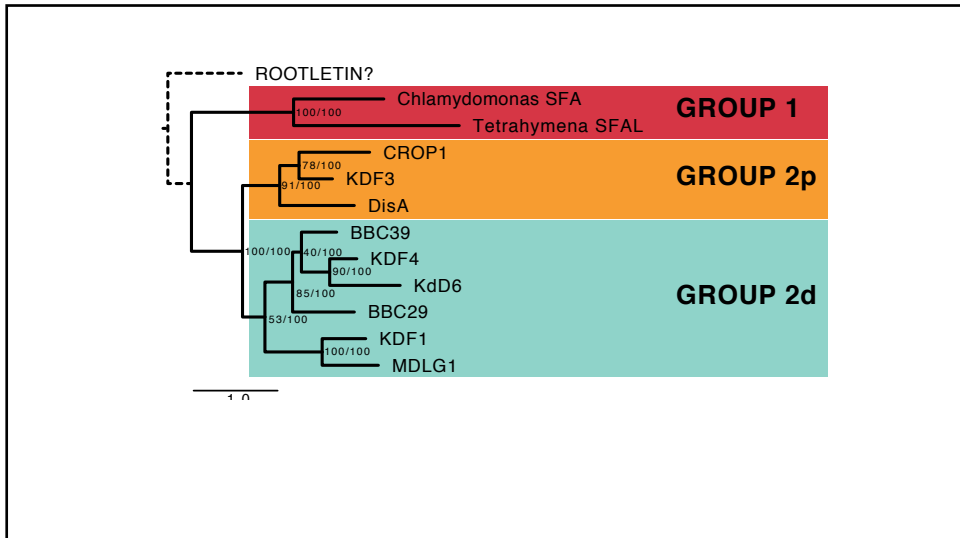 ROOTLETIN?
Chlamydomonas SFA
GROUP 1
100/100
Tetrahymena SFAL
CROP1
78/100
KDF3
GROUP 2p
91/100
DisA
BBC39
100/100
40/100
KDF4
90/100
KdD6
85/100
GROUP 2d
BBC29
53/100
KDF1
100/100
MDLG1
1.0